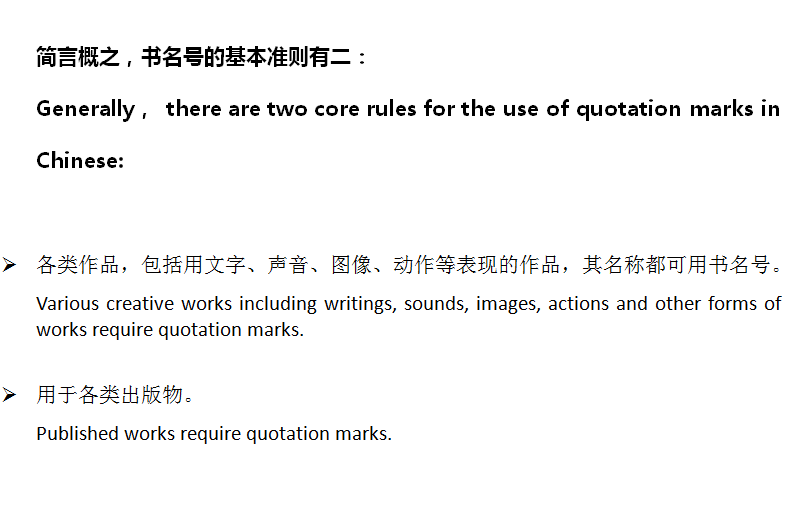 简言概之，书名号的基本准则有二：
Generally， there are two core rules for the use of quotation marks in
Chinese:
➢ 各类作品，包括用文字、声音、图像、动作等表现的作品，其名称都可用书名号。
Various creative works including writings, sounds, images, actions and other forms of
works require quotation marks.
➢ 用于各类出版物。
Published works require quotation marks.